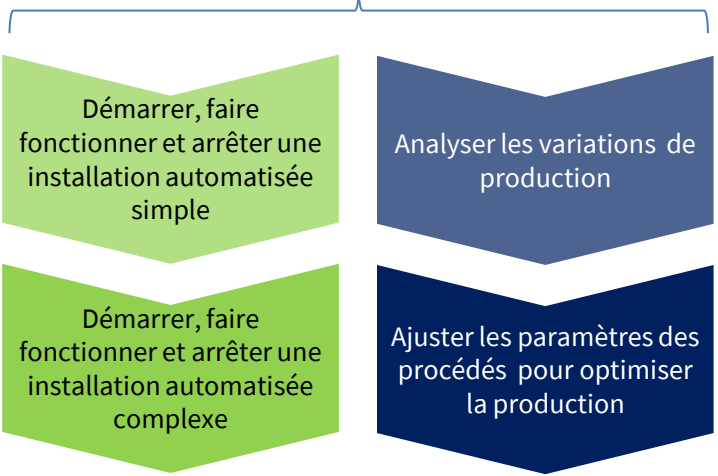 Démarrer, faire
fonctionner et arrêter une
installation automatisée
simple
Analyser les variations de
production
Démarrer, faire
fonctionner et arrêter une
installation automatisée
complexe
Ajuster les paramètres des
procédés pour optimiser
la production